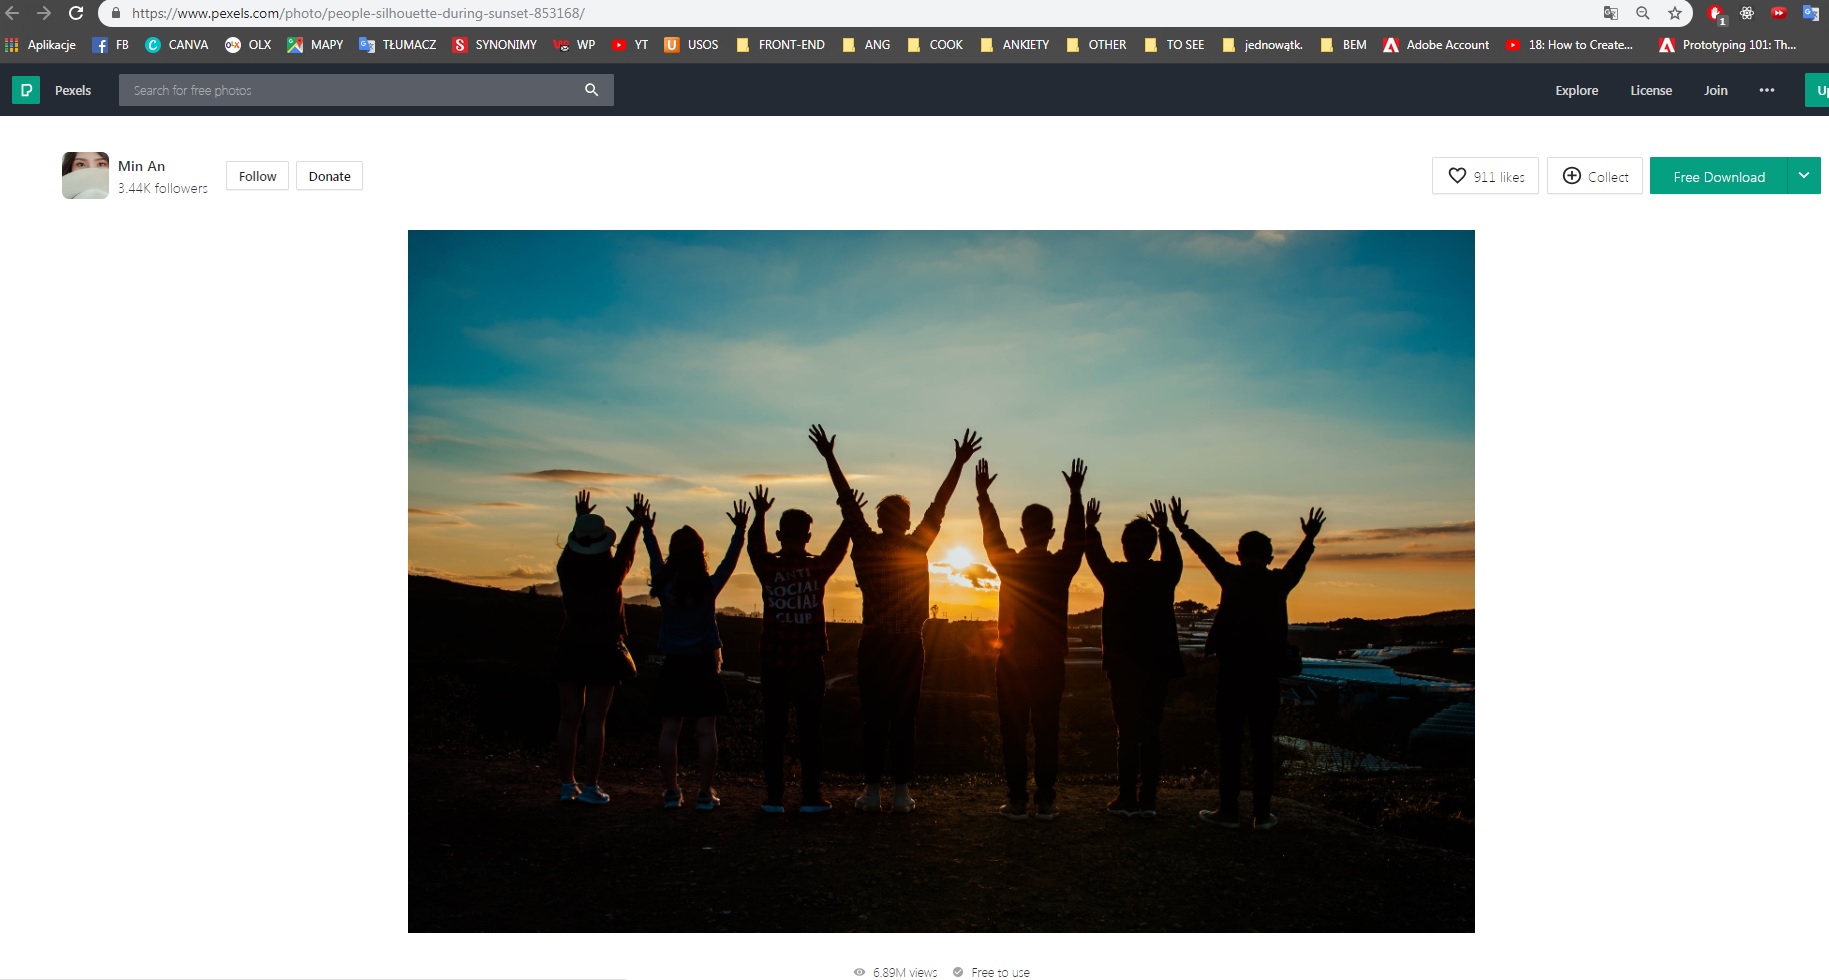 https://www.pexels.com/photo/people-silhouette-during-sunset-853168/
1
Aplikacje FB CANVA OLX MAPY TŁUMACZ SYNONIMY WP YT USOS FRONT-END ANG COOK ANKIETY OTHER TO SEE jednowątk. BEM Adobe Account 18: How to Create... Prototyping 101: Th...
Pexels Search for free photos Explore License Join ••• Up
Min An
3.44K followers
Follow Donate
911 likes Collect Free Download
ANTI
SOCIAL
SOCIAL
CLUP
6.89M views Free to use